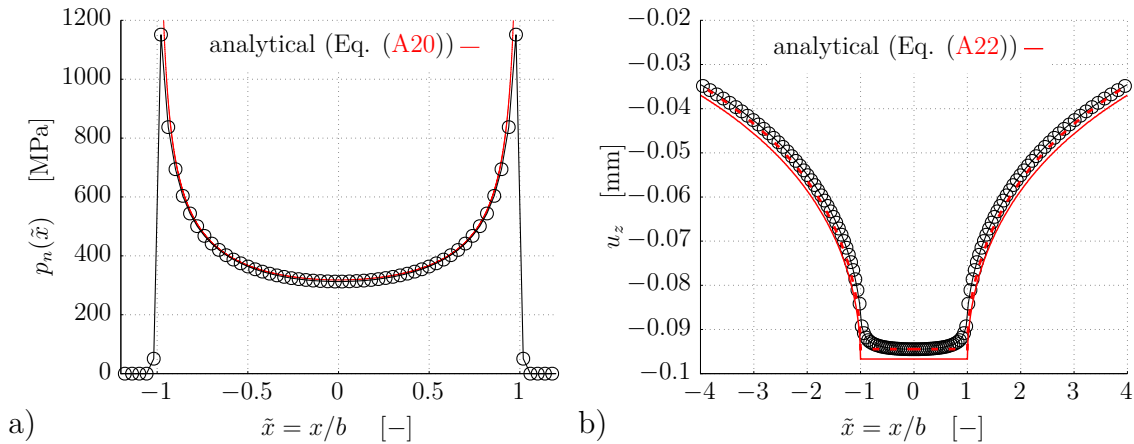 1200
1000
800
600
400
200
0
p_n(x̃) [MPa]
analytical (Eq. (A20))
−1 −0.5 0 0.5 1
x̃ = x/b [−]
a)
−0.02
−0.03
−0.04
−0.05
−0.06
−0.07
−0.08
−0.09
−0.1
u_z [mm]
analytical (Eq. (A22))
−4 −3 −2 −1 0 1 2 3 4
x̃ = x/b [−]
b)